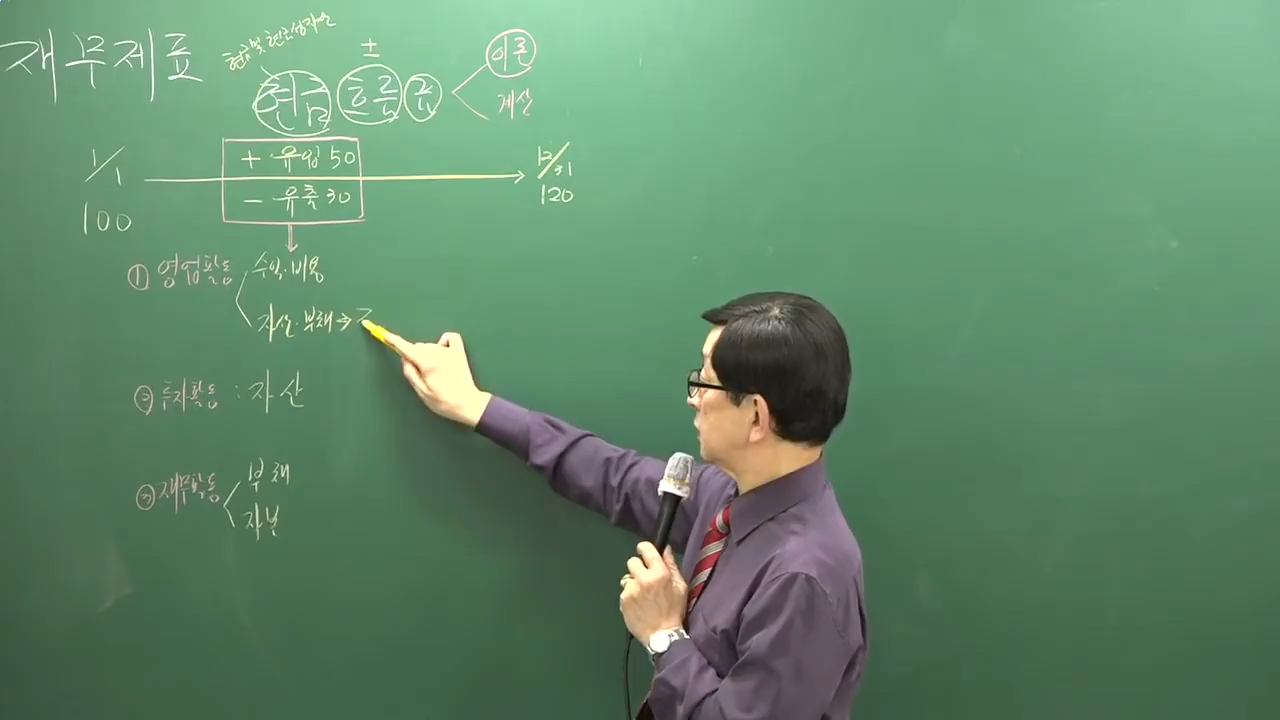 재무제표
현금및 현금성자산
±
현금 흐름 표
이론
계산
1/1
100
+ 유입 50
- 유출 30
12/31
120
① 영업활동
수익·비용
자산·부채 →
② 투자활동 : 자산
③ 재무활동
부채
자본